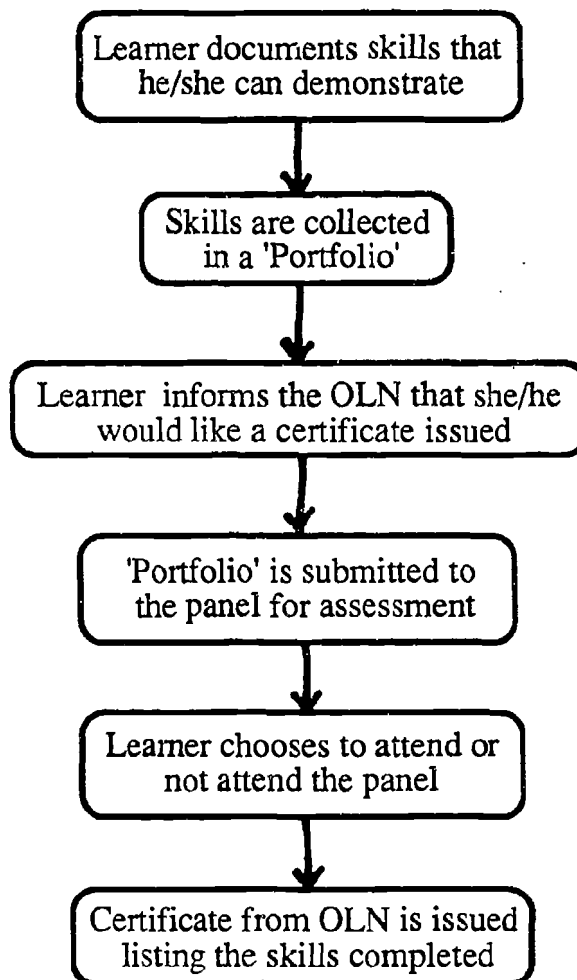 Learner documents skills that
he/she can demonstrate
Skills are collected
in a 'Portfolio'
Learner informs the OLN that she/he
would like a certificate issued
'Portfolio' is submitted to
the panel for assessment
Learner chooses to attend or
not attend the panel
Certificate from OLN is issued
listing the skills completed